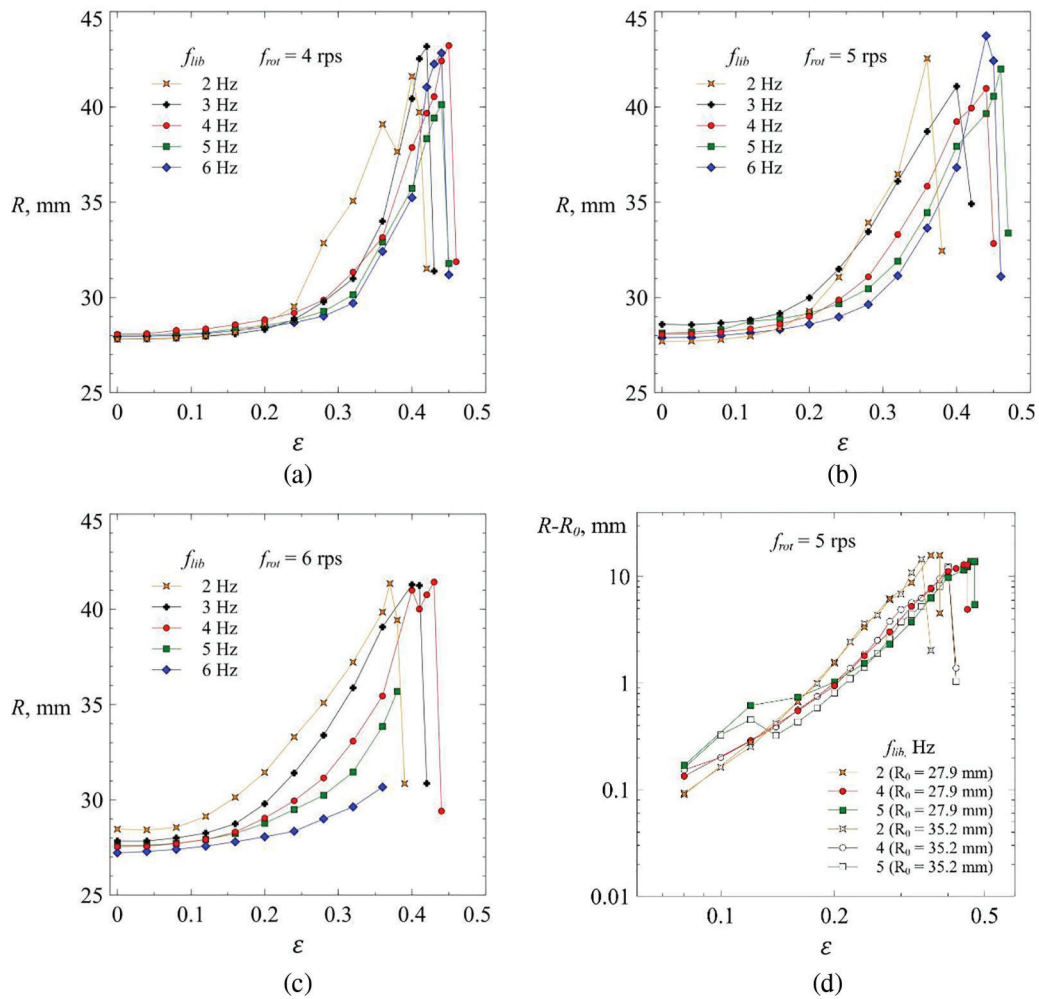 45
40
35
30
25
R, mm
f_lib f_rot = 4 rps
2 Hz
3 Hz
4 Hz
5 Hz
6 Hz
0 0.1 0.2 0.3 0.4 0.5
ε
(a)
45
40
35
30
25
R, mm
f_lib f_rot = 5 rps
2 Hz
3 Hz
4 Hz
5 Hz
6 Hz
0 0.1 0.2 0.3 0.4 0.5
ε
(b)
45
40
35
30
25
R, mm
f_lib f_rot = 6 rps
2 Hz
3 Hz
4 Hz
5 Hz
6 Hz
0 0.1 0.2 0.3 0.4 0.5
ε
(c)
R-R_0, mm
f_rot = 5 rps
10
1
0.1
0.01
f_lib, Hz
2 (R_0 = 27.9 mm)
4 (R_0 = 27.9 mm)
5 (R_0 = 27.9 mm)
2 (R_0 = 35.2 mm)
4 (R_0 = 35.2 mm)
5 (R_0 = 35.2 mm)
0.1 0.2 0.5
ε
(d)